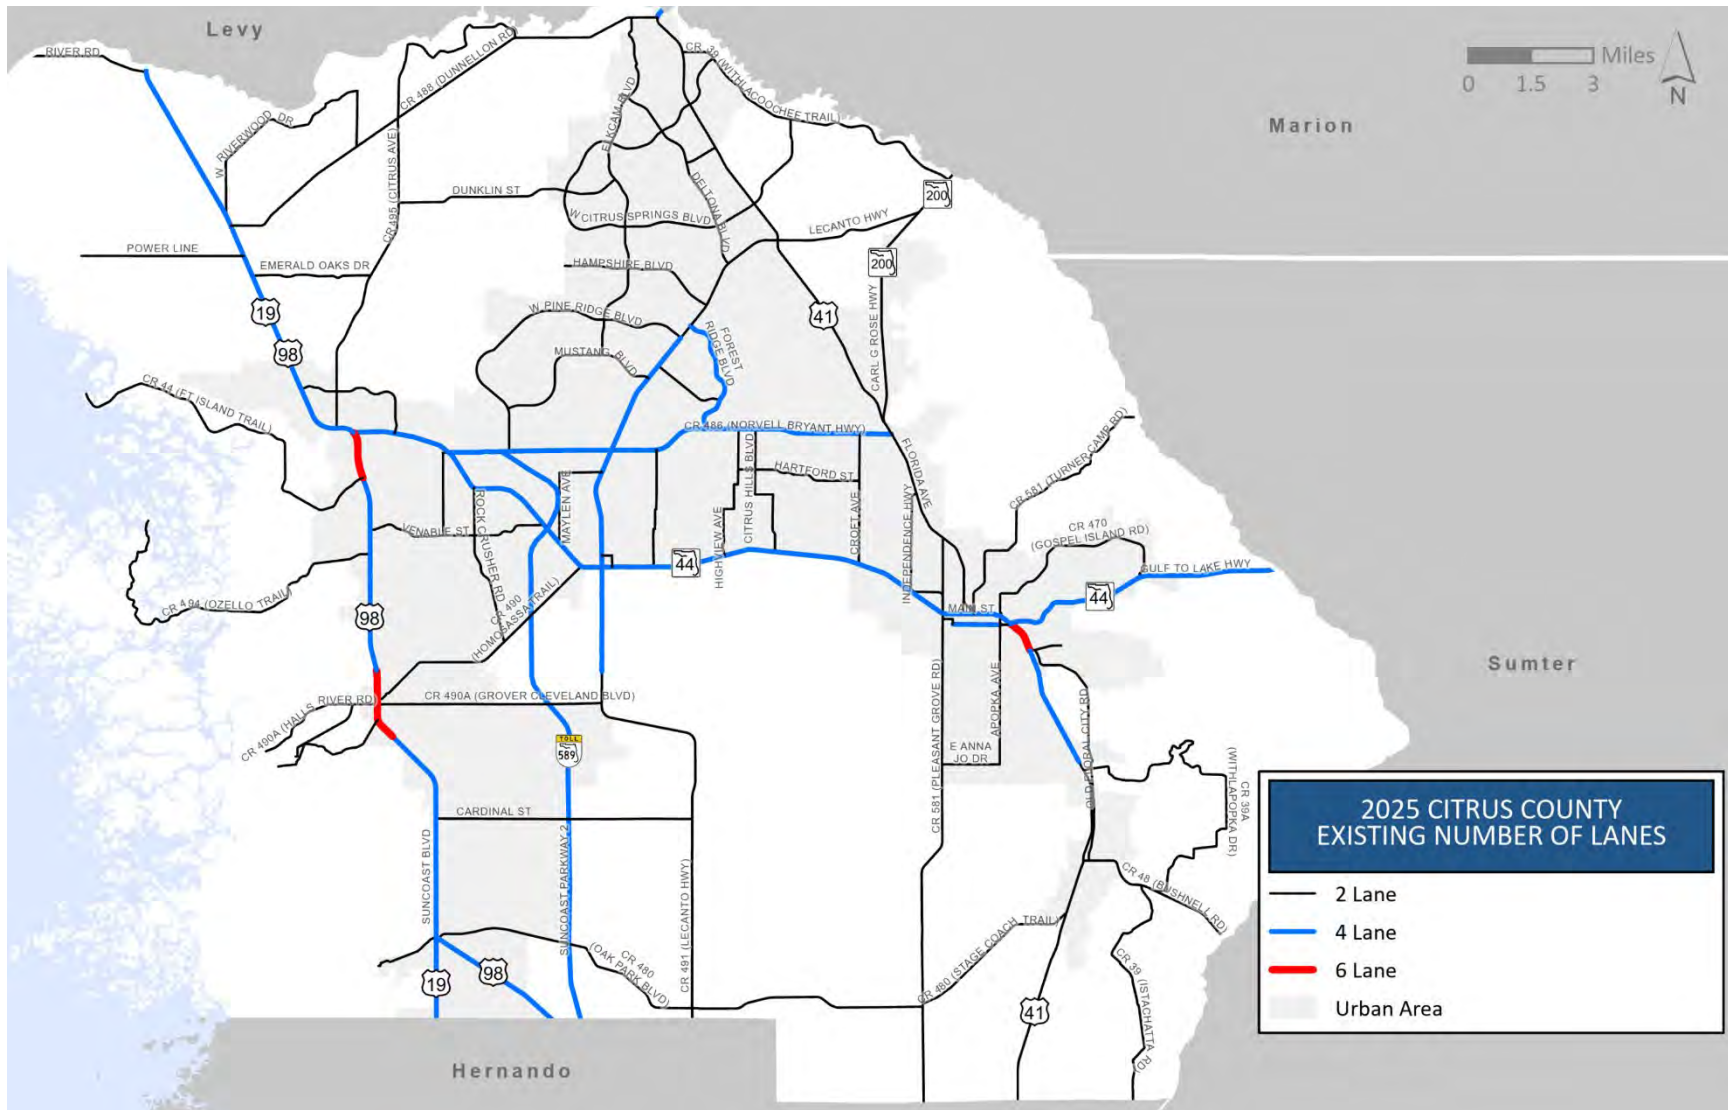 Levy
RIVER RD
CR 488 (DUNNELLON RD)
CR 39 (WITHLACOOCHEE TRAIL)
Miles
0 1.5 3
N
Marion
W RIVERWOOD DR
ELKCAM BLVD
CR 495 (CITRUS AVE)
DUNKLIN ST
DELTONA BLVD
200
W CITRUS SPRINGS BLVD
LECANTO HWY
POWER LINE
EMERALD OAKS DR
HAMPSHIRE BLVD
200
19
98
W PINE RIDGE BLVD
FOREST
RIDGE BLVD
41
CARL G ROSE HWY
MUSTANG BLVD
CR 44 (FT ISLAND TRAIL)
CR 486 (NORVELL BRYANT HWY)
FLORIDA AVE
CR 581 (TURNER CAMP RD)
VENABLE ST
ROCK CRUSHER RD
MAYLEN AVE
HIGHVIEW AVE
CITRUS HILLS BLVD
HARTFORD ST
CROFT AVE
INDEPENDENCE HWY
CR 470
(GOSPEL ISLAND RD)
GULF TO LAKE HWY
44
44
CR 494 (OZELLO TRAIL)
98
CR 490
(HOMOSASSA TRAIL)
MAIN ST
Sumter
CR 490A (HALLS RIVER RD)
CR 490A (GROVER CLEVELAND BLVD)
CR 581 (PLEASANT GROVE RD)
APOPKA AVE
OLD FLORAL CITY RD
E ANNA
JO DR
TOLL
589
CR 39A
(WITHLAPOPKA DR)
CARDINAL ST
SUNCOAST BLVD
SUNCOAST PARKWAY 2
CR 491 (LECANTO HWY)
CR 48 (BUSHNELL RD)
CR 480
(OAK PARK BLVD)
CR 480 (STAGE COACH TRAIL)
CR 39 (ISTACHATTA RD)
19
98
41
Hernando
2025 CITRUS COUNTY
EXISTING NUMBER OF LANES
2 Lane
4 Lane
6 Lane
Urban Area